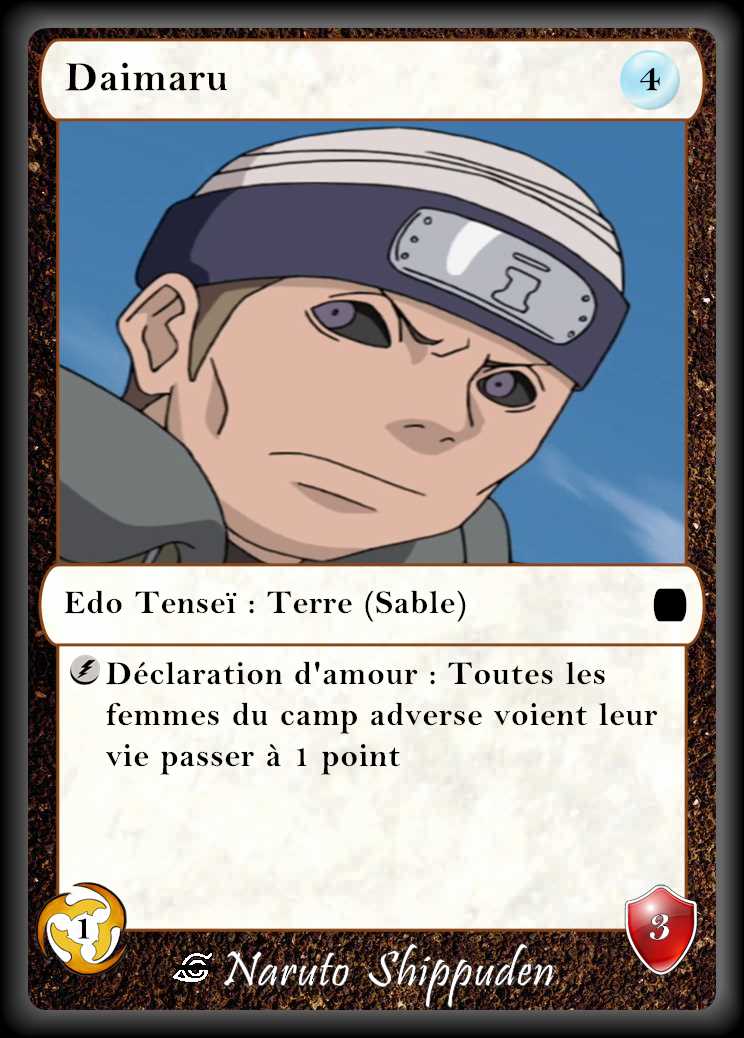 Daimaru
4
Edo Tenseï : Terre (Sable)
Déclaration d'amour : Toutes les
femmes du camp adverse voient leur
vie passer à 1 point
1
3
Naruto Shippuden